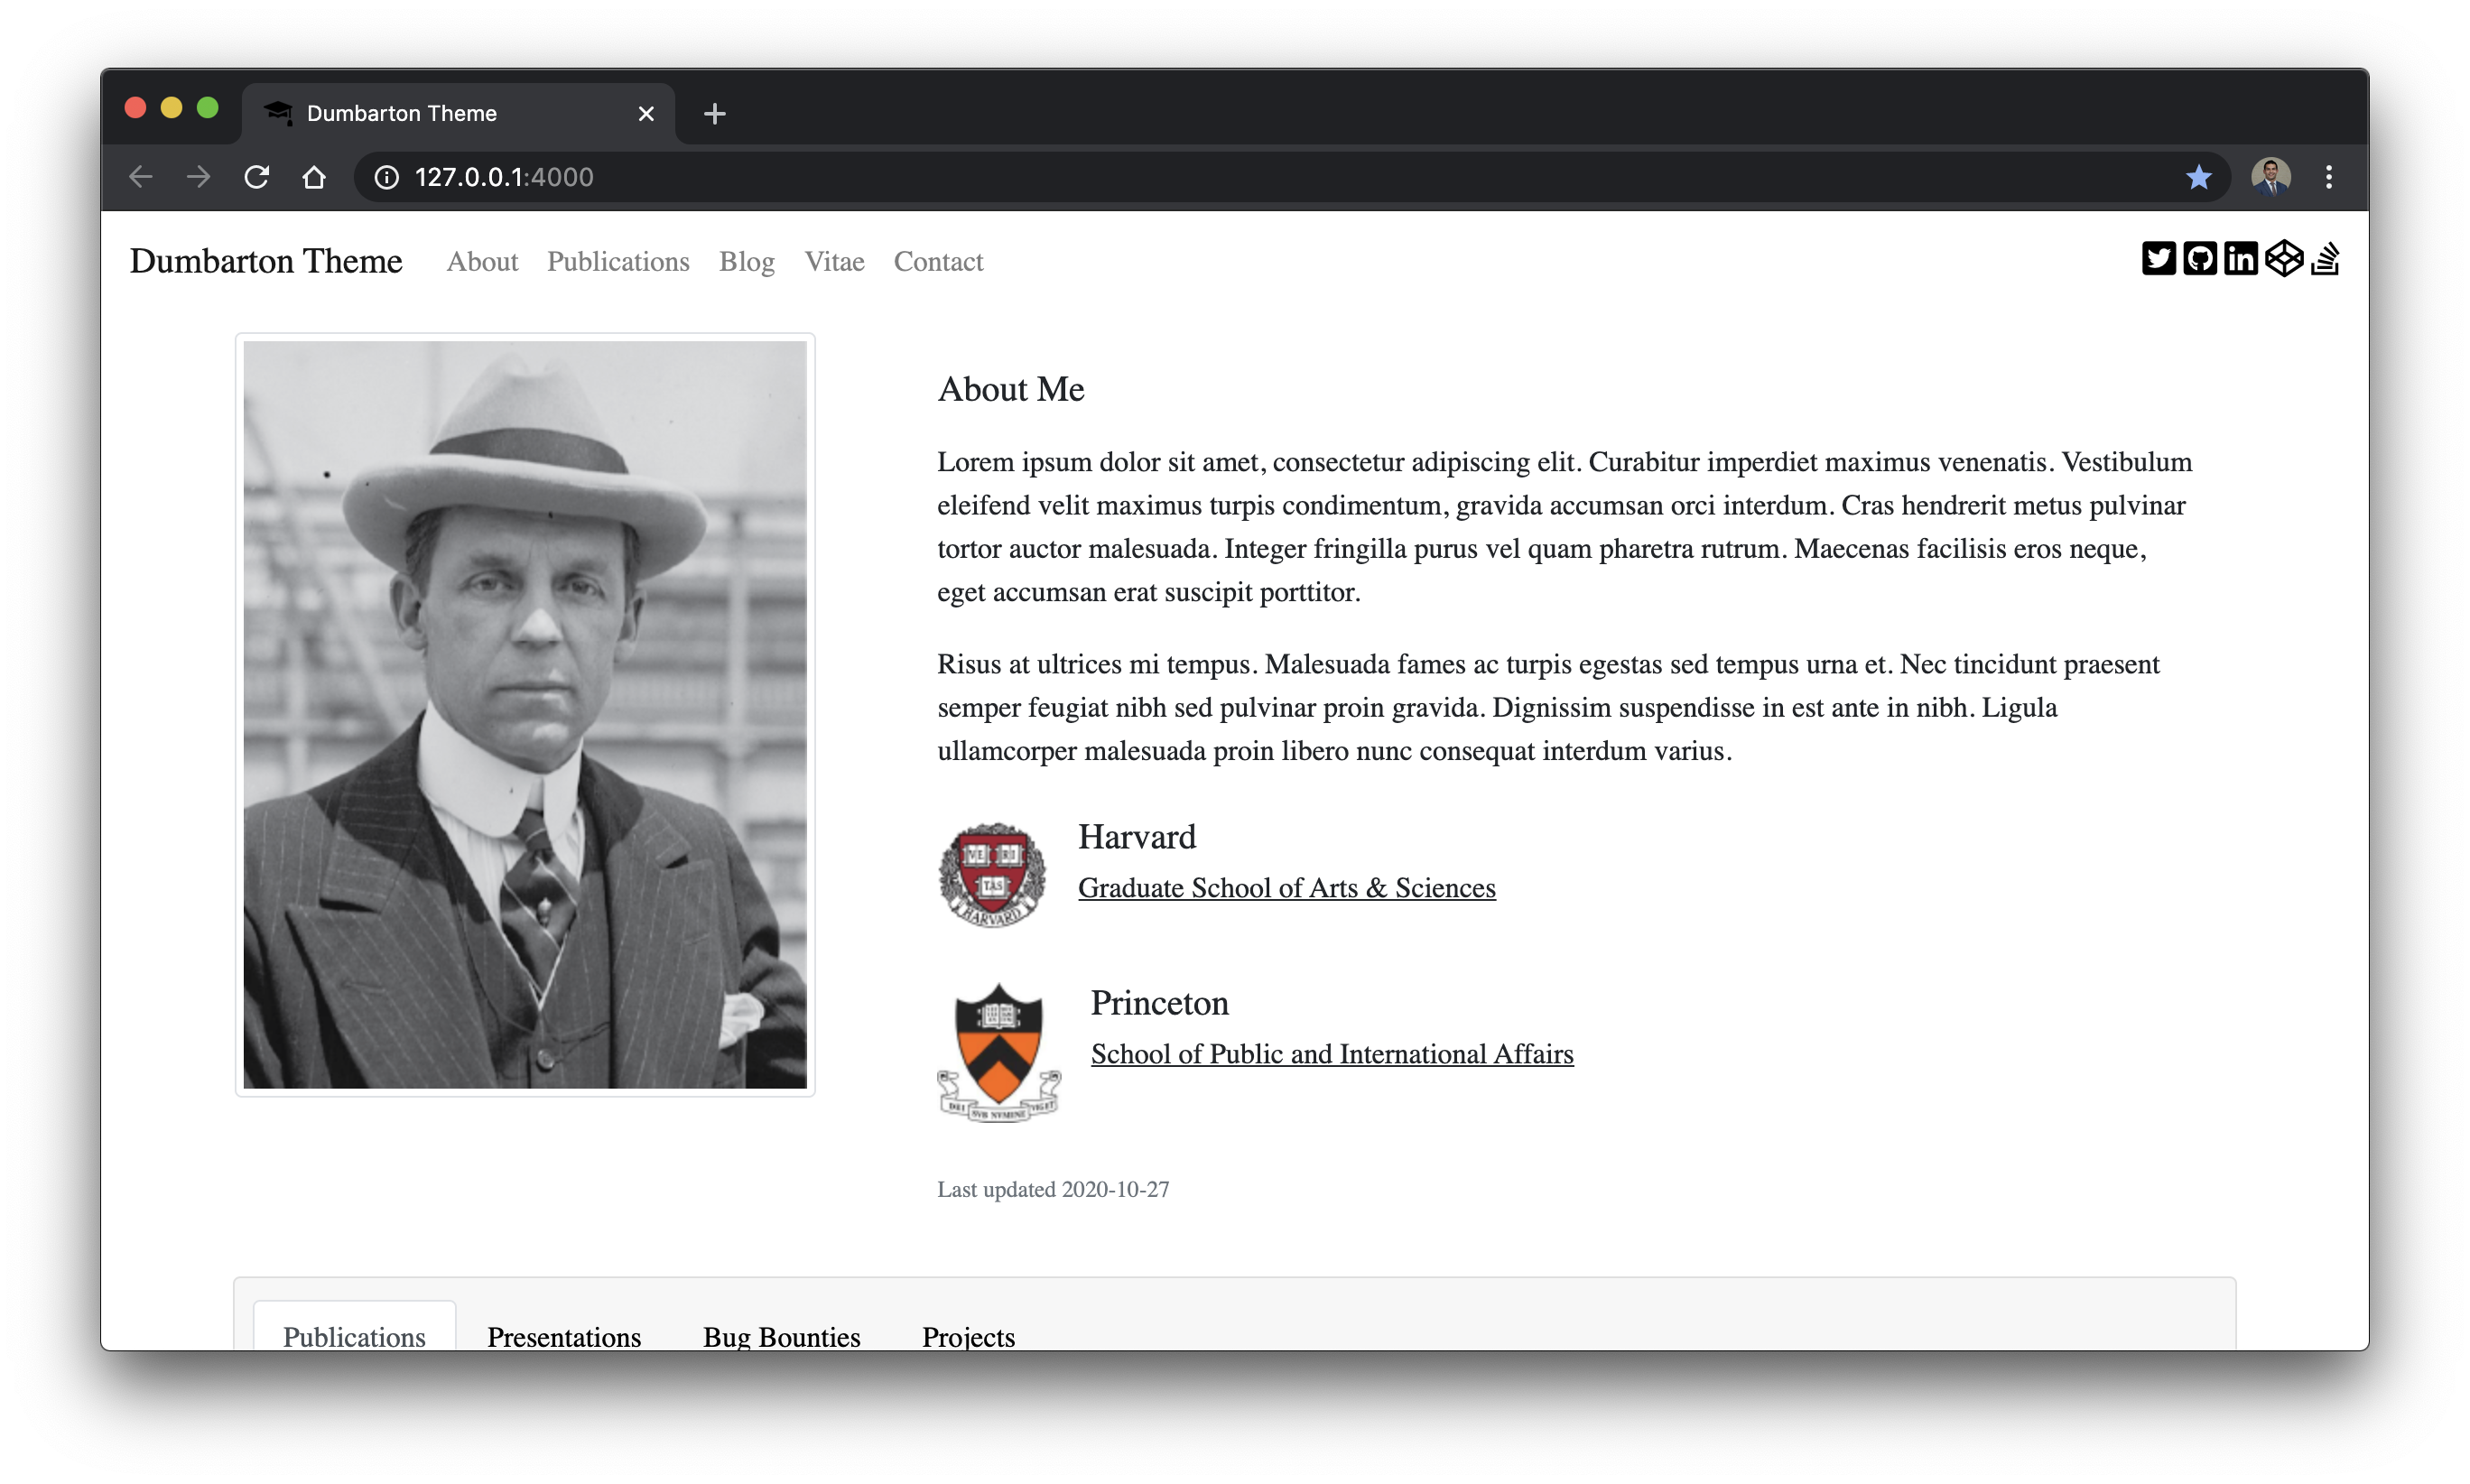 Dumbarton Theme
127.0.0.1:4000
Dumbarton Theme About Publications Blog Vitae Contact
in
About Me
Lorem ipsum dolor sit amet, consectetur adipiscing elit. Curabitur imperdiet maximus venenatis. Vestibulum
eleifend velit maximus turpis condimentum, gravida accumsan orci interdum. Cras hendrerit metus pulvinar
tortor auctor malesuada. Integer fringilla purus vel quam pharetra rutrum. Maecenas facilisis eros neque,
eget accumsan erat suscipit porttitor.
Risus at ultrices mi tempus. Malesuada fames ac turpis egestas sed tempus urna et. Nec tincidunt praesent
semper feugiat nibh sed pulvinar proin gravida. Dignissim suspendisse in est ante in nibh. Ligula
ullamcorper malesuada proin libero nunc consequat interdum varius.
VE RI
TAS
HARVARD
Harvard
Graduate School of Arts & Sciences
Princeton
School of Public and International Affairs
DEI SVB NVMINE VIGET
Last updated 2020-10-27
Publications Presentations Bug Bounties Projects